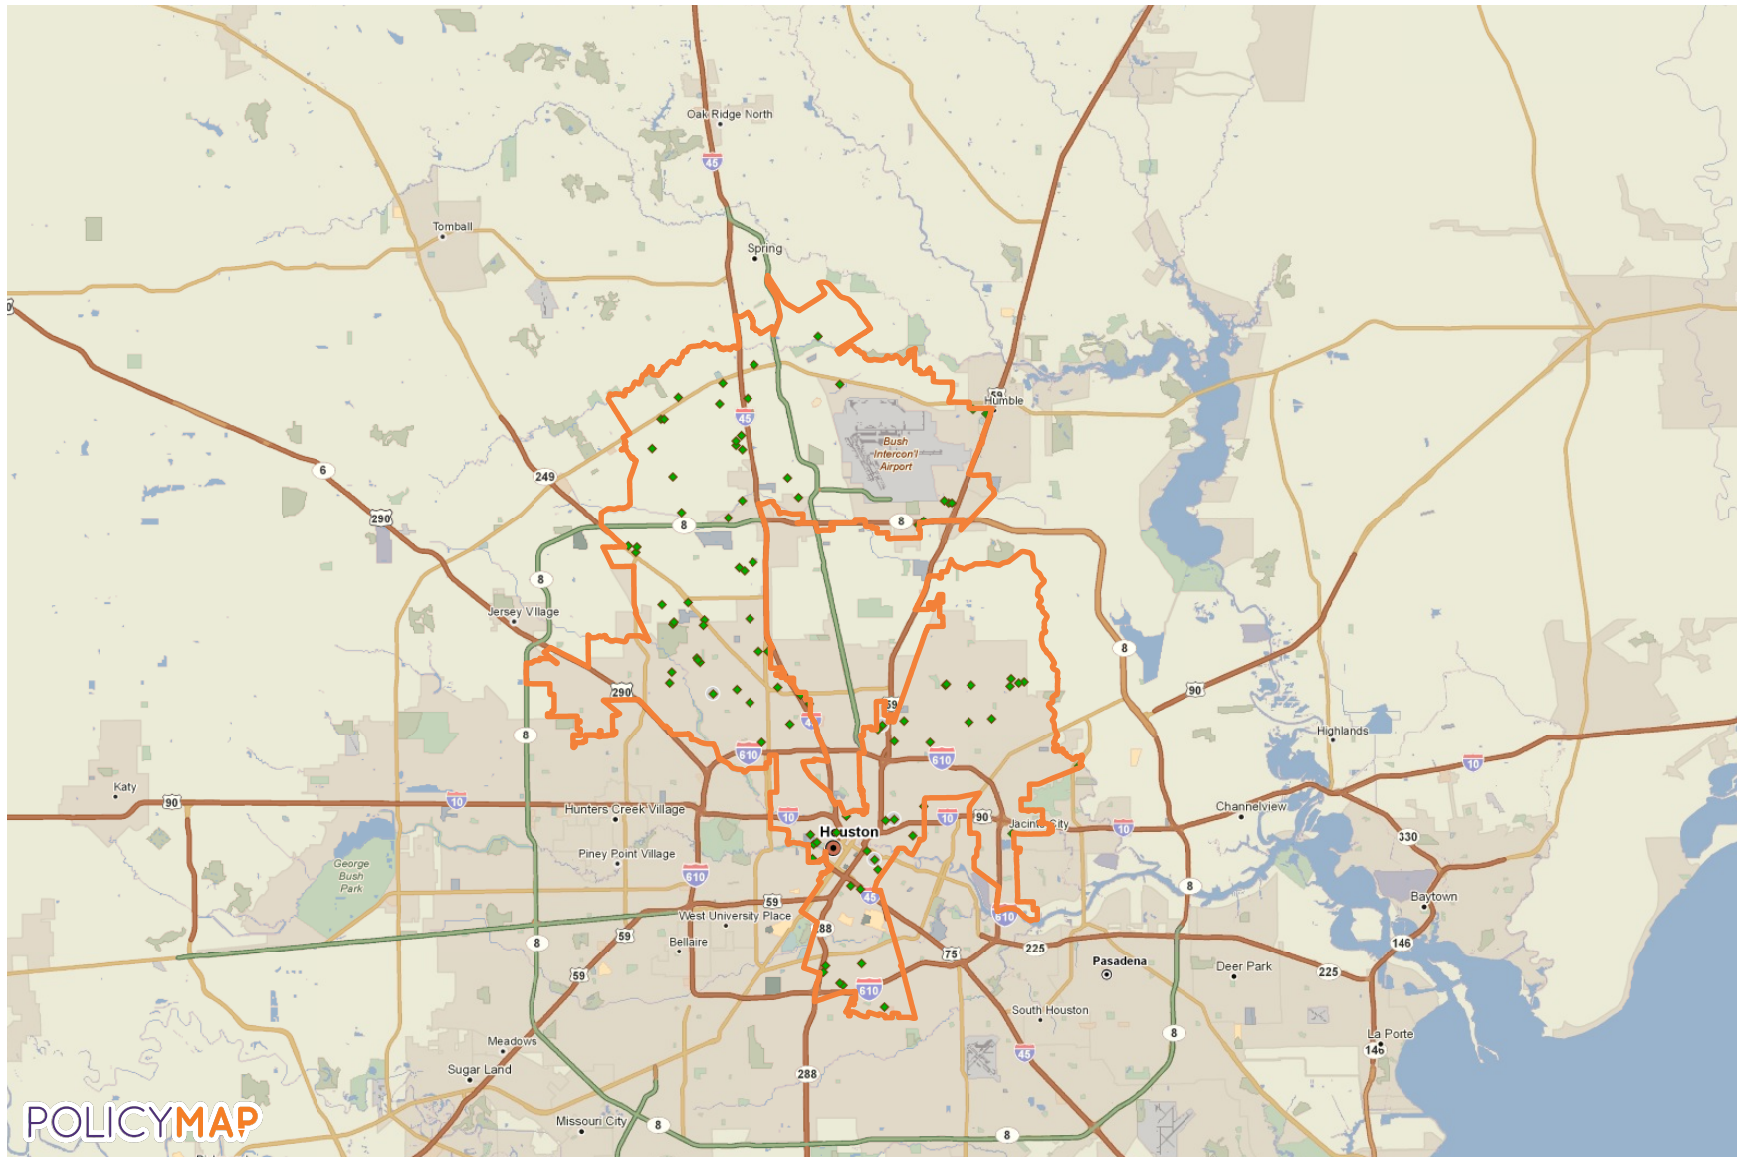 Oak Ridge North
45
Tomball
Spring
59
Humble
45
Bush
Intercon'l
Airport
6
249
290
8
8
8
Jersey Village
8
290
90
59
8
610
610
Highlands
10
Katy
90
10
Hunters Creek Village
10
10
90
Jacinto City
10
Channelview
Houston
330
Piney Point Village
George
Bush
Park
610
8
Baytown
59
45
West University Place
610
288
59
Bellaire
8
75
225
146
Pasadena
Deer Park
225
59
610
South Houston
Meadows
45
8
La Porte
146
Sugar Land
288
Missouri City
8
8
POLICYMAP